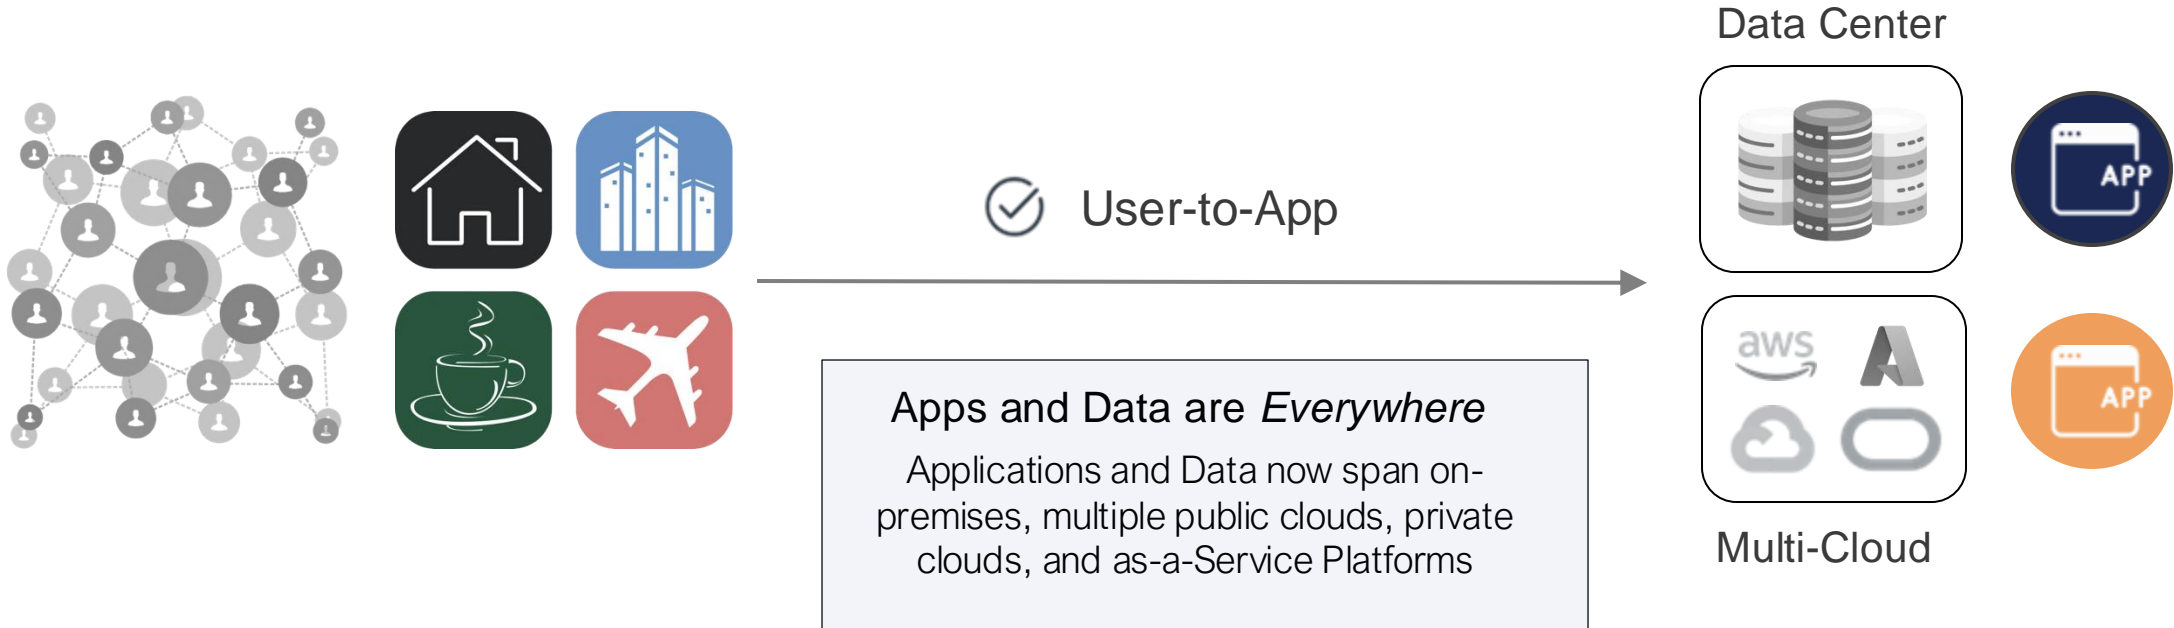 Data Center
APP
User-to-App
aws
APP
Apps and Data are Everywhere
Applications and Data now span on-
premises, multiple public clouds, private
clouds, and as-a-Service Platforms
Multi-Cloud